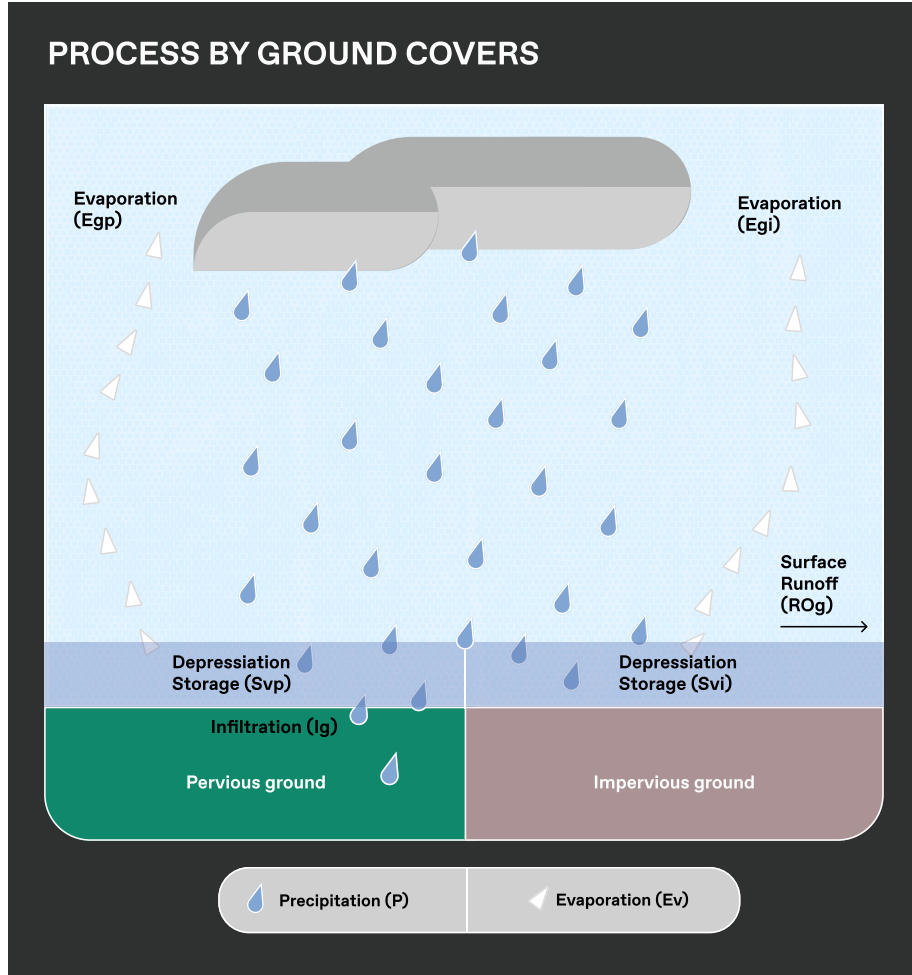 PROCESS BY GROUND COVERS
Evaporation
(Egp)
Evaporation
(Egi)
Surface
Runoff
(ROg)
Depressiation
Storage (Svp)
Depressiation
Storage (Svi)
Infiltration (Ig)
Pervious ground
Impervious ground
Precipitation (P)
Evaporation (Ev)